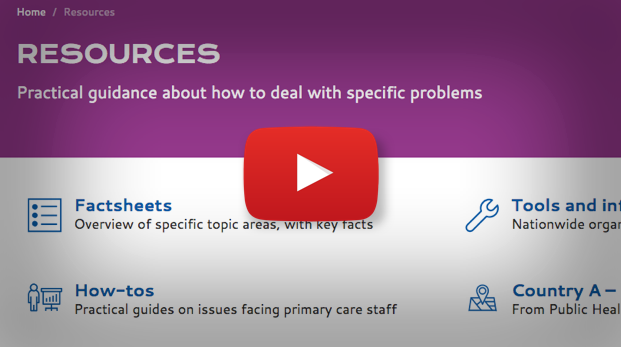 Home / Resources
RESOURCES
Practical guidance about how to deal with specific problems
Factsheets
Overview of specific topic areas, with key facts
Tools and inf
Nationwide organ
How-tos
Practical guides on issues facing primary care staff
Country A –
From Public Heal